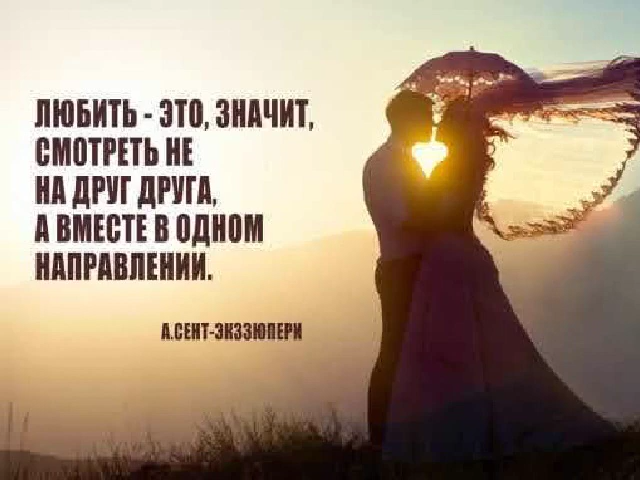 ЛЮБИТЬ - ЭТО, ЗНАЧИТ,
СМОТРЕТЬ НЕ
НА ДРУГ ДРУГА,
А ВМЕСТЕ В ОДНОМ
НАПРАВЛЕНИИ.
А.СЕНТ-ЭКЗЗЮПЕРИ